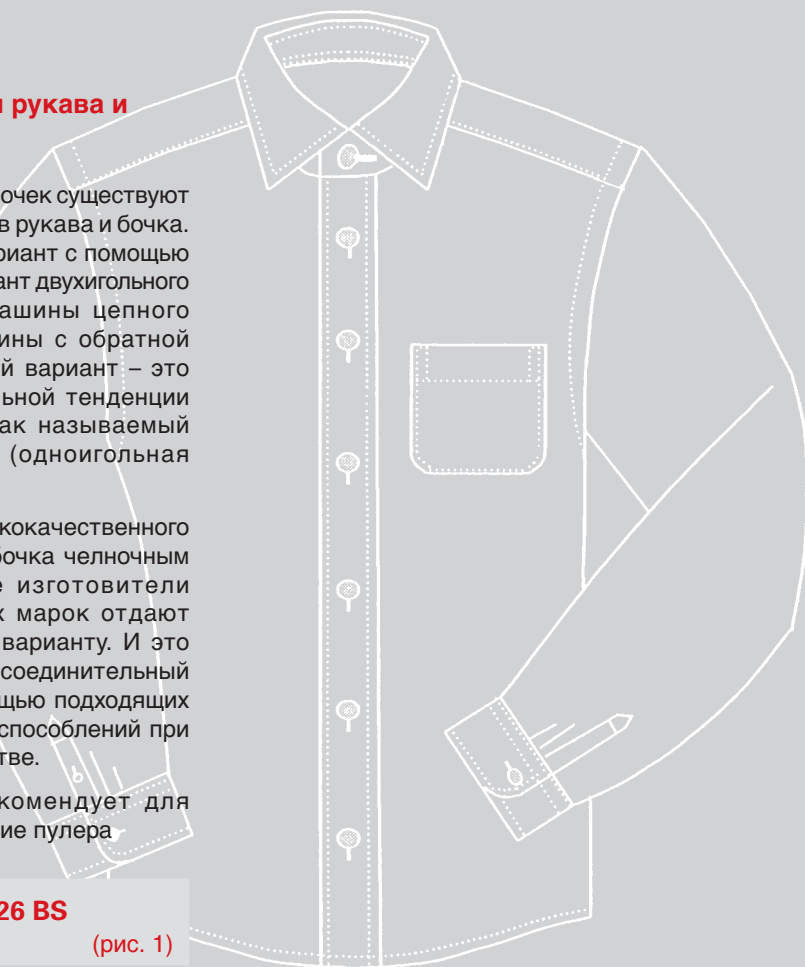 рукава и
очек существуют
в рукава и бочка.
риант с помощью
ант двухигольного
ашины цепного
ины с обратной
й вариант – это
льной тенденции
ак называемый
(одноигольная
кокачественного
бочка челночным
е изготовители
х марок отдают
варианту. И это
соединительный
щью подходящих
способлений при
тве.
комендует для
ие пулера
26 BS
(рис. 1)